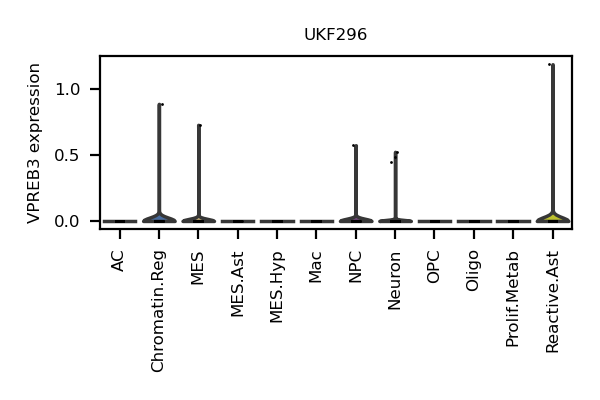 UKF296
VPREB3 expression
1.0
0.5
0.0
AC
Chromatin.Reg
MES
MES.Ast
MES.Hyp
Mac
NPC
Neuron
OPC
Oligo
Prolif.Metab
Reactive.Ast